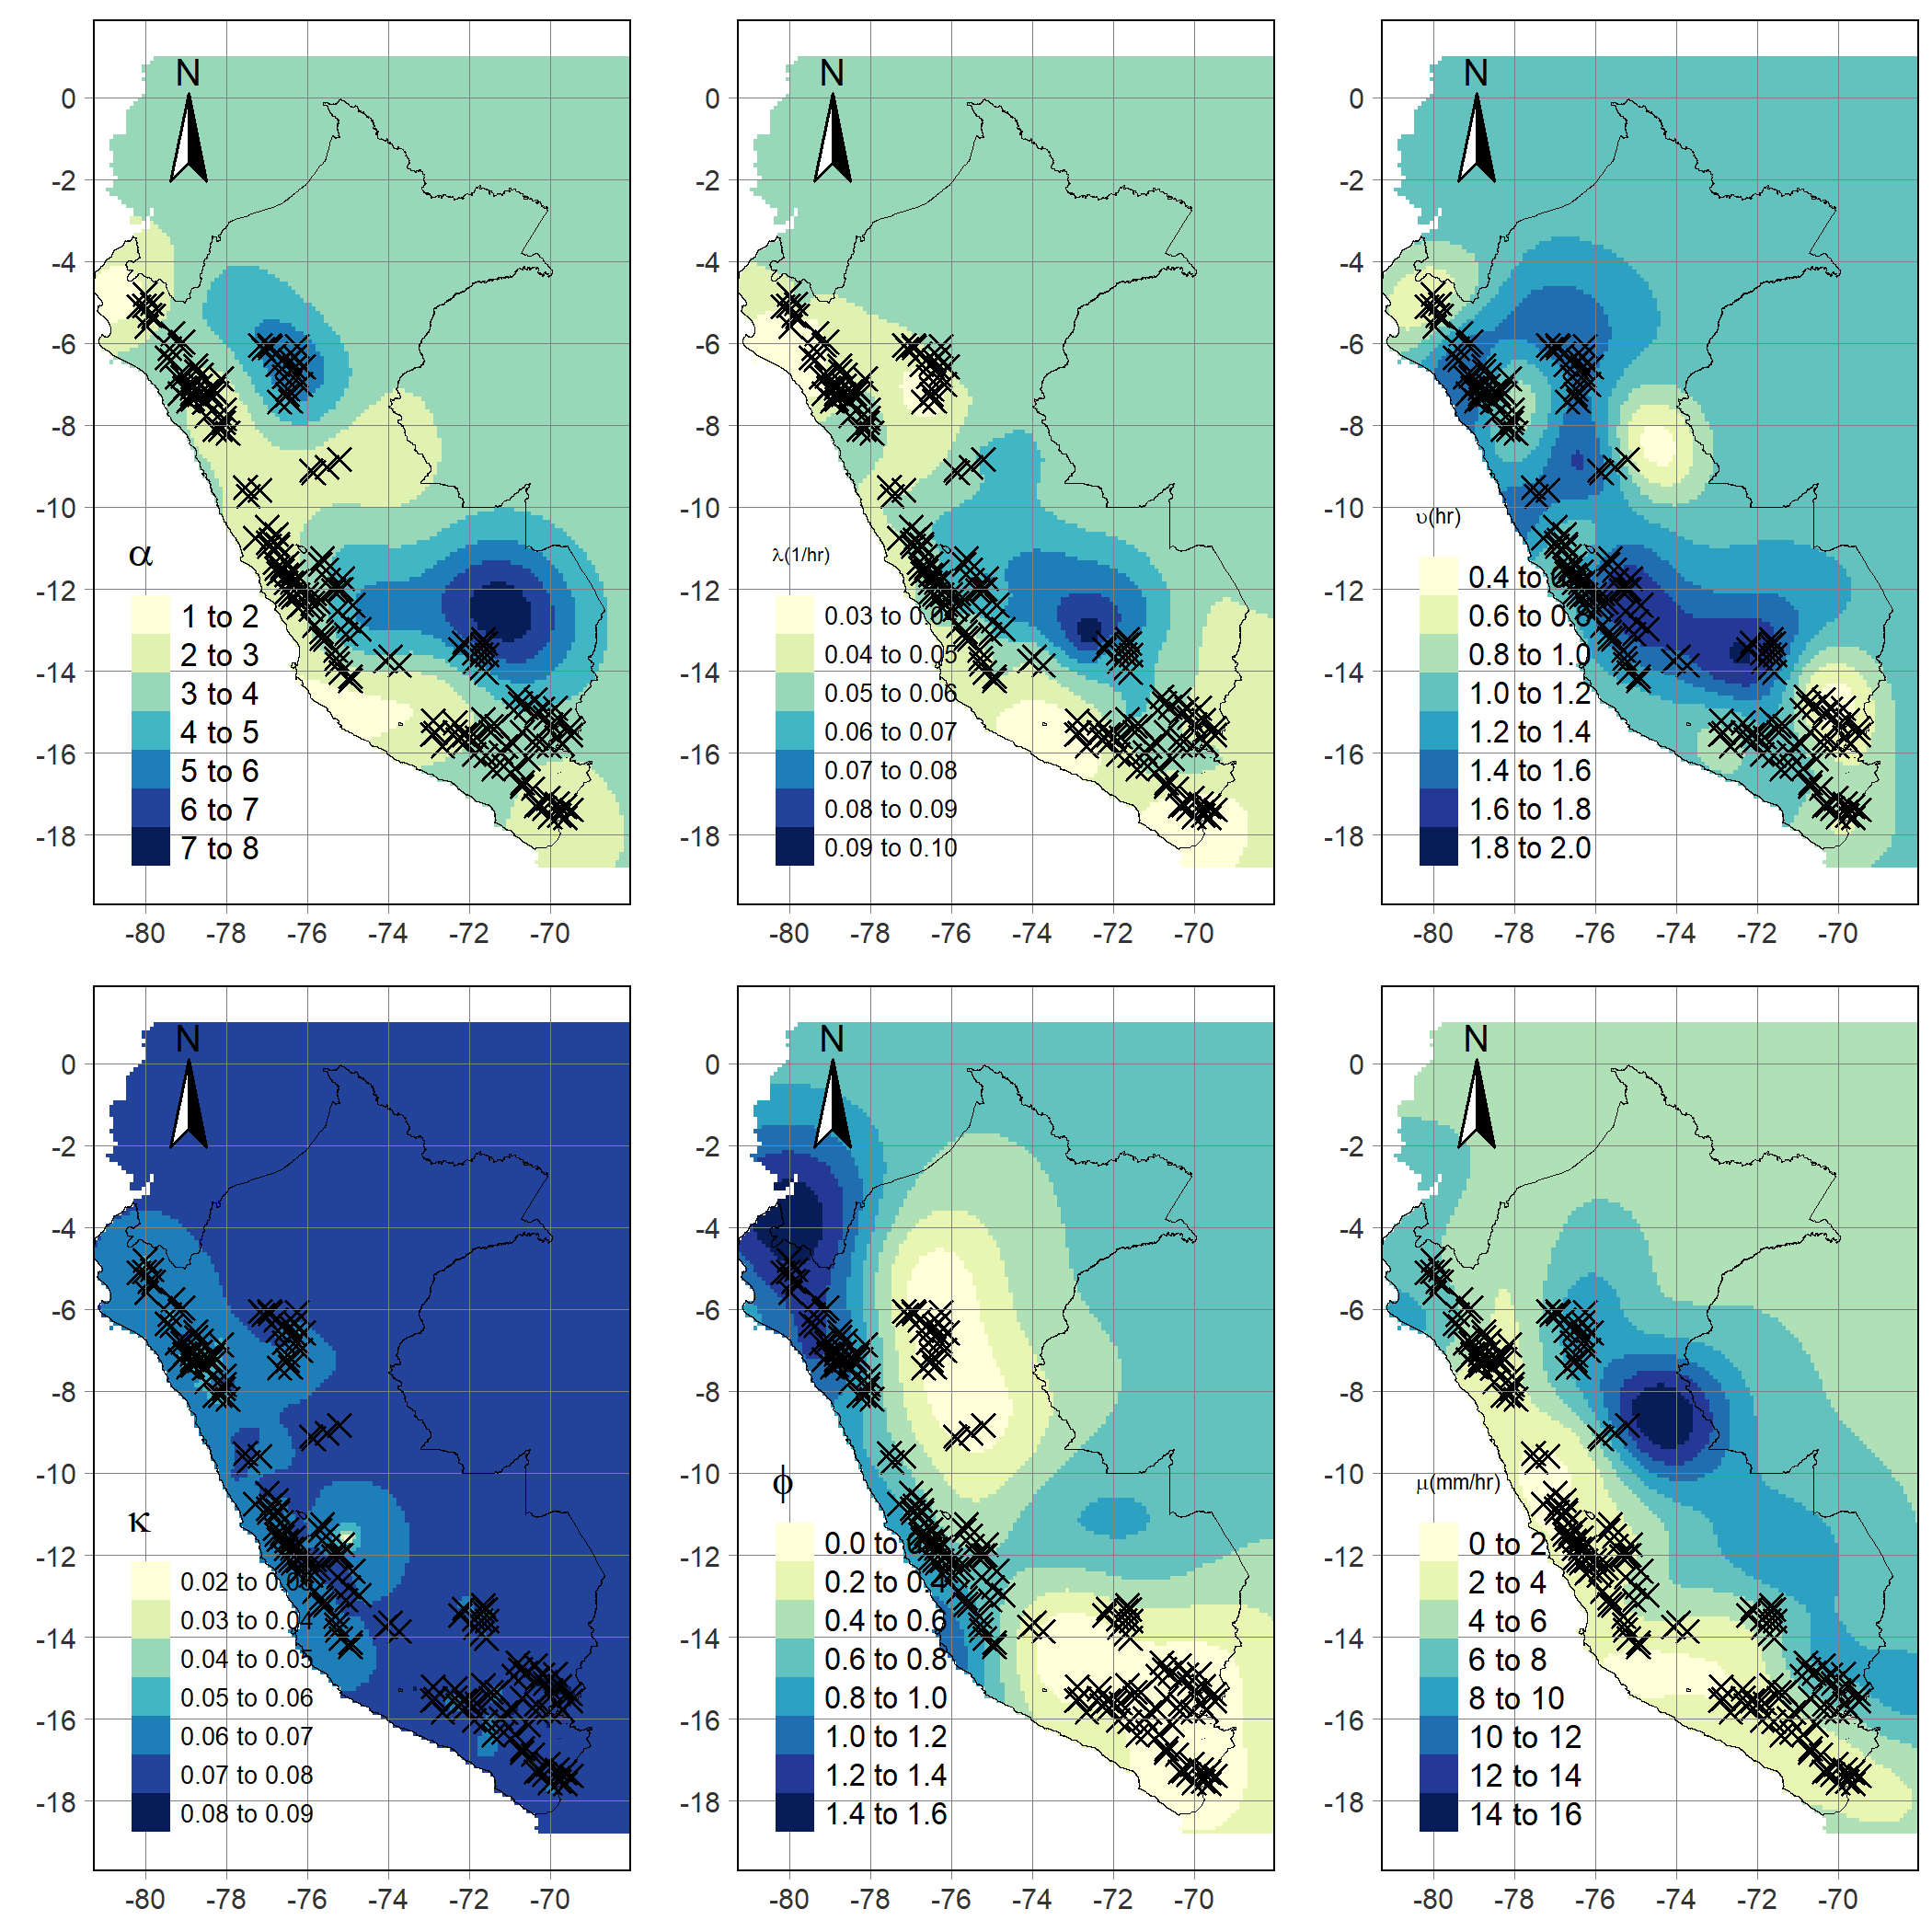 N
0
-2
-4
-6
-8
-10
-12
-14
-16
-18
α
1 to 2
2 to 3
3 to 4
4 to 5
5 to 6
6 to 7
7 to 8
-80 -78 -76 -74 -72 -70
N
0
-2
-4
-6
-8
-10
-12
-14
-16
-18
λ(1/hr)
0.03 to 0.0
0.04 to 0.05
0.05 to 0.06
0.06 to 0.07
0.07 to 0.08
0.08 to 0.09
0.09 to 0.10
-80 -78 -76 -74 -72 -70
N
0
-2
-4
-6
-8
-10
-12
-14
-16
-18
υ(hr)
0.4 to 0.6
0.6 to 0.8
0.8 to 1.0
1.0 to 1.2
1.2 to 1.4
1.4 to 1.6
1.6 to 1.8
1.8 to 2.0
-80 -78 -76 -74 -72 -70
N
0
-2
-4
-6
-8
-10
-12
-14
-16
-18
κ
0.02 to 0.03
0.03 to 0.04
0.04 to 0.05
0.05 to 0.06
0.06 to 0.07
0.07 to 0.08
0.08 to 0.09
-80 -78 -76 -74 -72 -70
N
0
-2
-4
-6
-8
-10
-12
-14
-16
-18
ϕ
0.0 to 0.2
0.2 to 0.4
0.4 to 0.6
0.6 to 0.8
0.8 to 1.0
1.0 to 1.2
1.2 to 1.4
1.4 to 1.6
-80 -78 -76 -74 -72 -70
N
0
-2
-4
-6
-8
-10
-12
-14
-16
-18
μ(mm/hr)
0 to 2
2 to 4
4 to 6
6 to 8
8 to 10
10 to 12
12 to 14
14 to 16
-80 -78 -76 -74 -72 -70